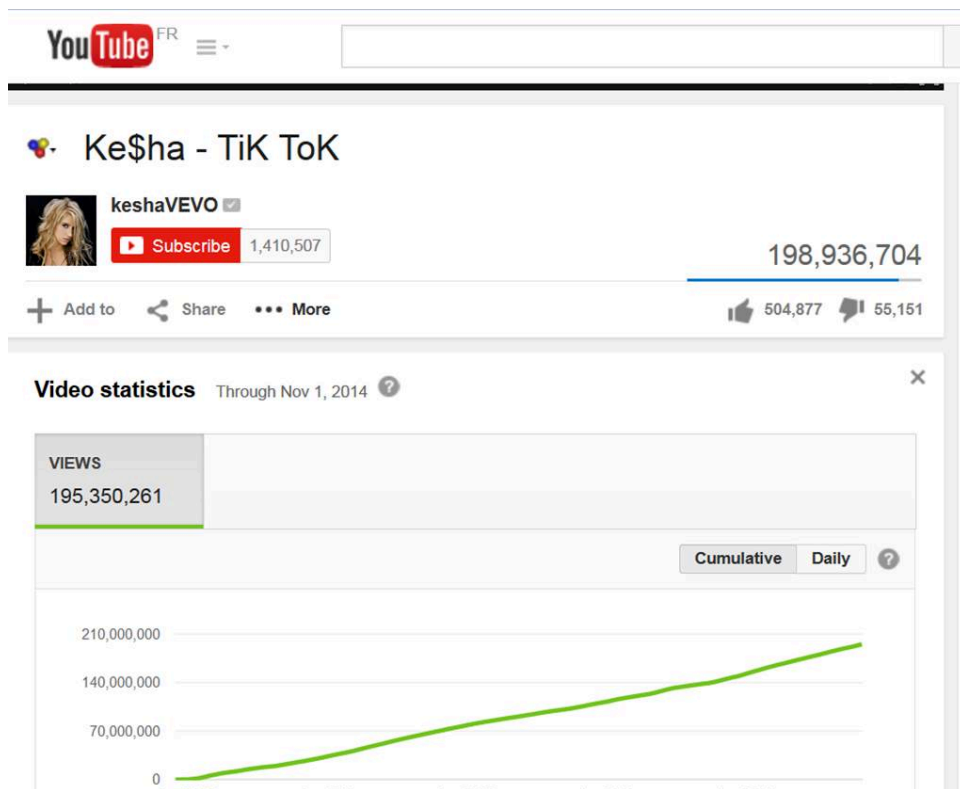 YouTube FR
Ke$ha - TiK ToK
keshaVEVO
Subscribe 1,410,507
198,936,704
Add to Share More 504,877 55,151
Video statistics Through Nov 1, 2014 ?
VIEWS
195,350,261
Cumulative Daily ?
210,000,000
140,000,000
70,000,000
0